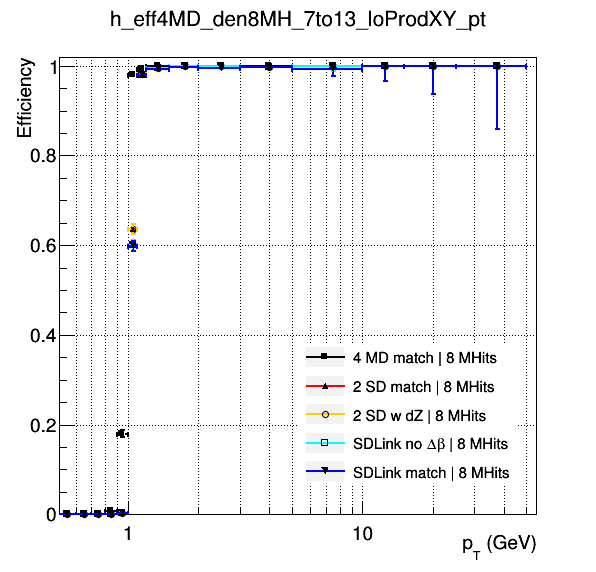 h_eff4MD_den8MH_7to13_loProdXY_pt
Efficiency
1
0.8
0.6
0.4
0.2
0
4 MD match | 8 MHits
2 SD match | 8 MHits
2 SD w dZ | 8 MHits
SDLink no Δβ | 8 MHits
SDLink match | 8 MHits
1
10
p_T (GeV)